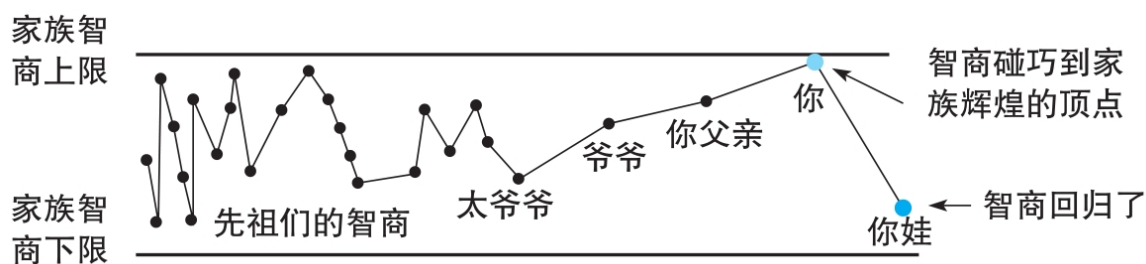 家族智
商上限
智商碰巧到家
族辉煌的顶点
你
你父亲
爷爷
太爷爷
先祖们的智商
家族智
商下限
智商回归了
你娃